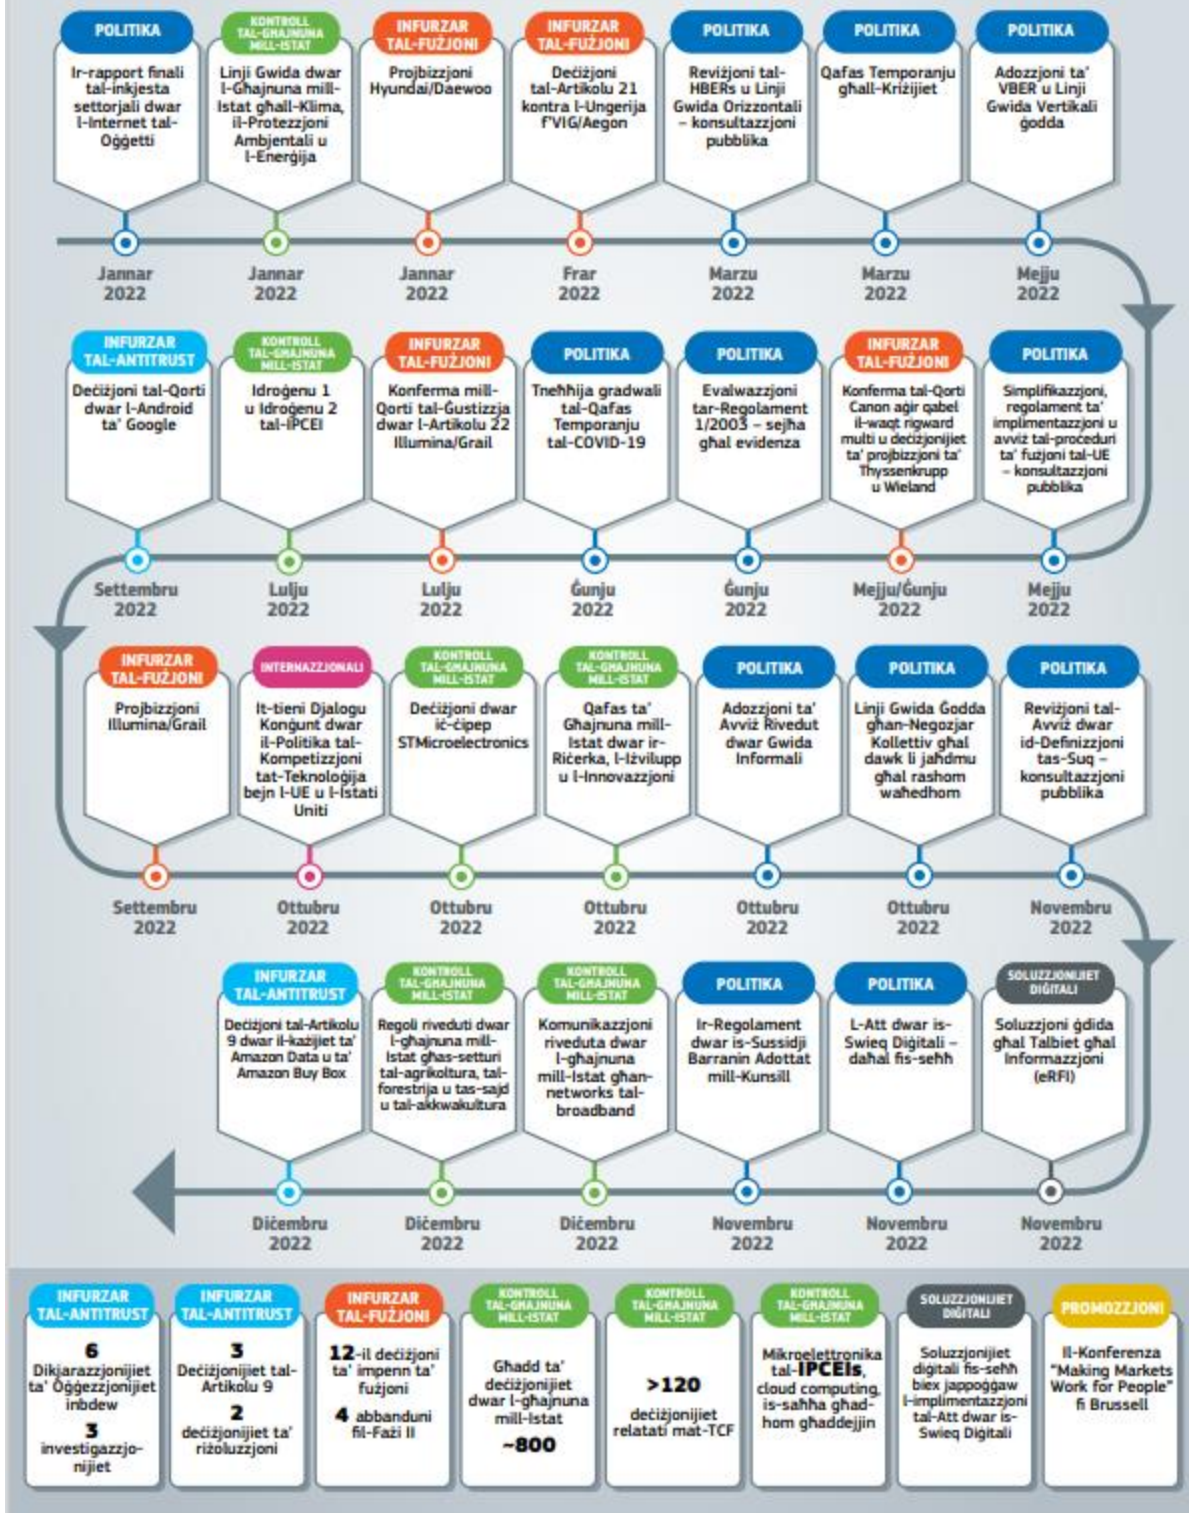 POLITIKA
Ir-rapport finali
tal-inkjesta
settorjali dwar
l-Internet tal-
Oġġetti
Jannar
2022
KONTROLL
TAL-GĦAJNUNA
MILL-ISTAT
Linji Gwida dwar
l-Għajnuna mill-
Istat għall-Klima,
il-Protezzjoni
Ambjentali u
l-Enerġija
Jannar
2022
INFURZAR
TAL-FUŻJONI
Projbizzjoni
Hyundai/Daewoo
Jannar
2022
INFURZAR
TAL-FUŻJONI
Deċiżjoni
tal-Artikolu 21
kontra l-Ungerija
f'VIG/Aegon
Frar
2022
POLITIKA
Reviżjoni tal-
HBERs u Linji
Gwida Orizzontali
– konsultazzjoni
pubblika
Marzu
2022
POLITIKA
Qafas Temporanju
għall-Kriżijiet
Marzu
2022
POLITIKA
Adozzjoni ta'
VBER u Linji
Gwida Vertikali
ġodda
Mejju
2022
INFURZAR
TAL-ANTITRUST
Deċiżjoni tal-Qorti
dwar l-Android
ta' Google
Settembru
2022
KONTROLL
TAL-GĦAJNUNA
MILL-ISTAT
Idroġenu 1
u Idroġenu 2
tal-IPCEI
Lulju
2022
INFURZAR
TAL-FUŻJONI
Konferma mill-
Qorti tal-Ġustizzja
dwar l-Artikolu 22
Illumina/Grail
Lulju
2022
POLITIKA
Tneħħija gradwali
tal-Qafas
Temporanju
tal-COVID-19
Ġunju
2022
POLITIKA
Evalwazzjoni
tar-Regolament
1/2003 – sejħa
għal evidenza
Ġunju
2022
INFURZAR
TAL-FUŻJONI
Konferma tal-Qorti
Canon aġir qabel
il-waqt rigward
multi u deċiżjonijiet
ta' projbizzjoni ta'
Thyssenkrupp
u Wieland
Mejju/Ġunju
2022
POLITIKA
Simplifikazzjoni,
regolament ta'
implimentazzjoni u
avviż tal-proċeduri
ta' fużjoni tal-UE
– konsultazzjoni
pubblika
Mejju
2022
INFURZAR
TAL-FUŻJONI
Projbizzjoni
Illumina/Grail
Settembru
2022
INTERNAZZJONALI
It-tieni Djalogu
Konġunt dwar
il-Politika tal-
Kompetizzjoni
tat-Teknoloġija
bejn l-UE u l-Istati
Uniti
Ottubru
2022
KONTROLL
TAL-GĦAJNUNA
MILL-ISTAT
Deċiżjoni dwar
iċ-ċipep
STMicroelectronics
Ottubru
2022
KONTROLL
TAL-GĦAJNUNA
MILL-ISTAT
Qafas ta'
Għajnuna mill-
Istat dwar ir-
Riċerka, l-Iżvilupp
u l-Innovazzjoni
Ottubru
2022
POLITIKA
Adozzjoni ta'
Avviż Rivedut
dwar Gwida
Informali
Ottubru
2022
POLITIKA
Linji Gwida Ġodda
għan-Negozjar
Kollettiv għal
dawk li jaħdmu
għal rashom
waħedhom
Ottubru
2022
POLITIKA
Reviżjoni tal-
Avviż dwar
id-Definizzjoni
tas-Suq –
konsultazzjoni
pubblika
Novembru
2022
INFURZAR
TAL-ANTITRUST
Deċiżjoni tal-Artikolu
9 dwar il-każijiet ta'
Amazon Data u ta'
Amazon Buy Box
Diċembru
2022
KONTROLL
TAL-GĦAJNUNA
MILL-ISTAT
Regoli riveduti dwar
l-għajnuna mill-
Istat għas-setturi
tal-agrikoltura, tal-
forestrija u tas-sajd
u tal-akkwakultura
Diċembru
2022
KONTROLL
TAL-GĦAJNUNA
MILL-ISTAT
Komunikazzjoni
riveduta dwar
l-għajnuna
mill-Istat għan-
networks tal-
broadband
Diċembru
2022
POLITIKA
Ir-Regolament
dwar is-Sussidji
Barranin Adottat
mill-Kunsill
Novembru
2022
POLITIKA
L-Att dwar is-
Swieq Diġitali –
daħal fis-seħħ
Novembru
2022
SOLUZZJONIJIET
DIĠITALI
Soluzzjoni ġdida
għal Talbiet għal
Informazzjoni
(eRFI)
Novembru
2022
INFURZAR
TAL-ANTITRUST
6
Dikjarazzjonijiet
ta' Oġġezzjonijiet
inbdew
3
investigazzjo-
nijiet
INFURZAR
TAL-ANTITRUST
3
Deċiżjonijiet tal-
Artikolu 9
2
deċiżjonijiet ta'
riżoluzzjoni
INFURZAR
TAL-FUŻJONI
12-il deċiżjoni
ta' impenn ta'
fużjoni
4 abbanduni
fil-Fażi II
KONTROLL
TAL-GĦAJNUNA
MILL-ISTAT
Għadd ta'
deċiżjonijiet
dwar l-għajnuna
mill-Istat
~800
KONTROLL
TAL-GĦAJNUNA
MILL-ISTAT
>120
deċiżjonijiet
relatati mat-TCF
KONTROLL
TAL-GĦAJNUNA
MILL-ISTAT
Mikroelettronika
tal-IPCEIs,
cloud computing,
is-saħħa għad-
hom għaddejjin
SOLUZZJONIJIET
DIĠITALI
Soluzzjonijiet
diġitali fis-seħħ
biex jappoġġaw
l-implimentazzjoni
tal-Att dwar is-
Swieq Diġitali
PROMOZZJONI
Il-Konferenza
"Making Markets
Work for People"
fi Brussell